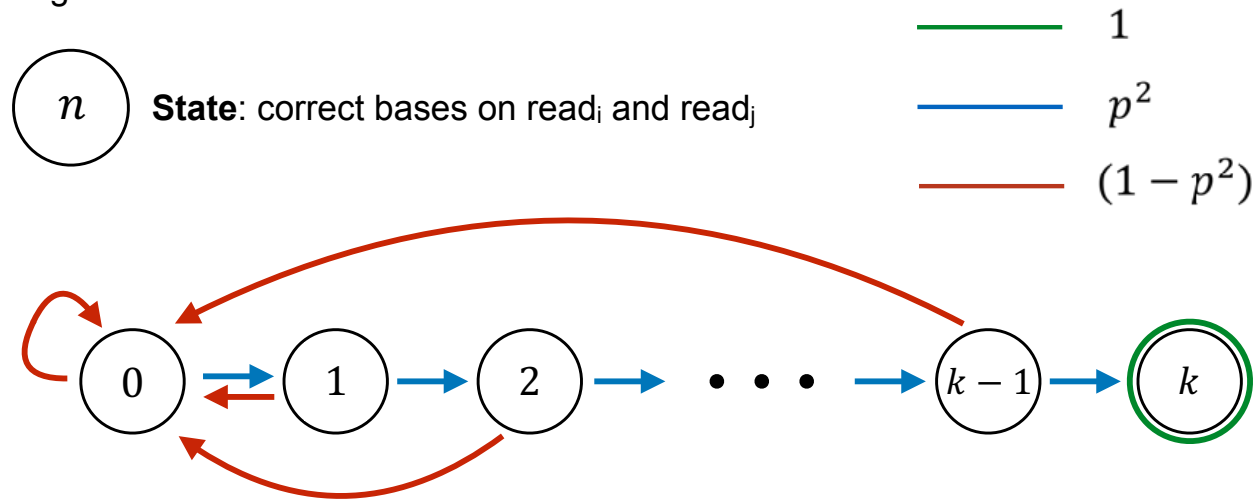 1
n State: correct bases on readi and readj
p²
(1 − p²)
0 1 2 • • • k − 1 k